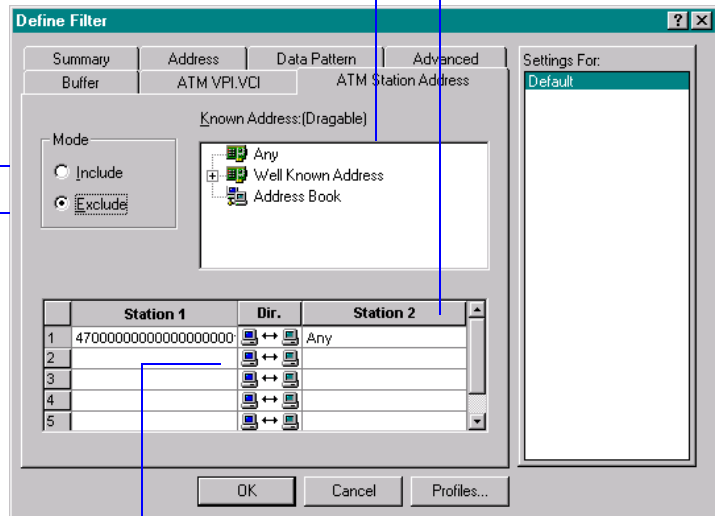 Define Filter
Summary Address Data Pattern Advanced
Buffer ATM VPI.VCI ATM Station Address
Settings For:
Default
Known Address:(Dragable)
Mode
Include
Exclude
Any
Well Known Address
Address Book
Station 1 Dir. Station 2
1 47000000000000000000 Any
2
3
4
5
OK Cancel Profiles...